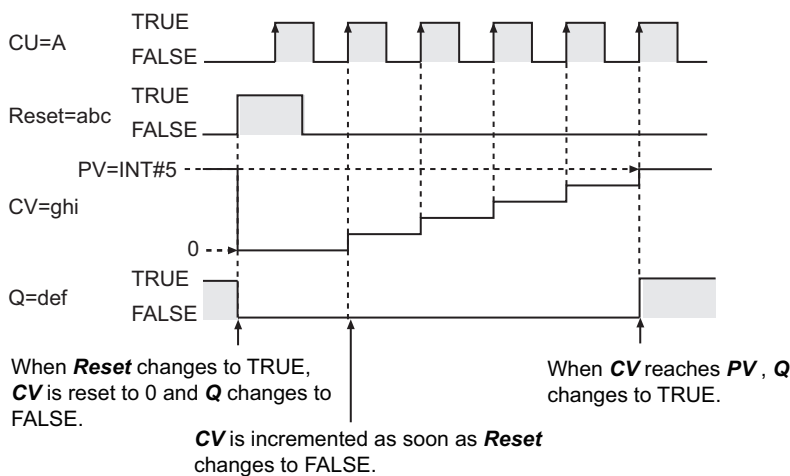 CU=A
TRUE
FALSE
Reset=abc
TRUE
FALSE
PV=INT#5
CV=ghi
0
Q=def
TRUE
FALSE
When Reset changes to TRUE,
CV is reset to 0 and Q changes to
FALSE.
CV is incremented as soon as Reset
changes to FALSE.
When CV reaches PV , Q
changes to TRUE.